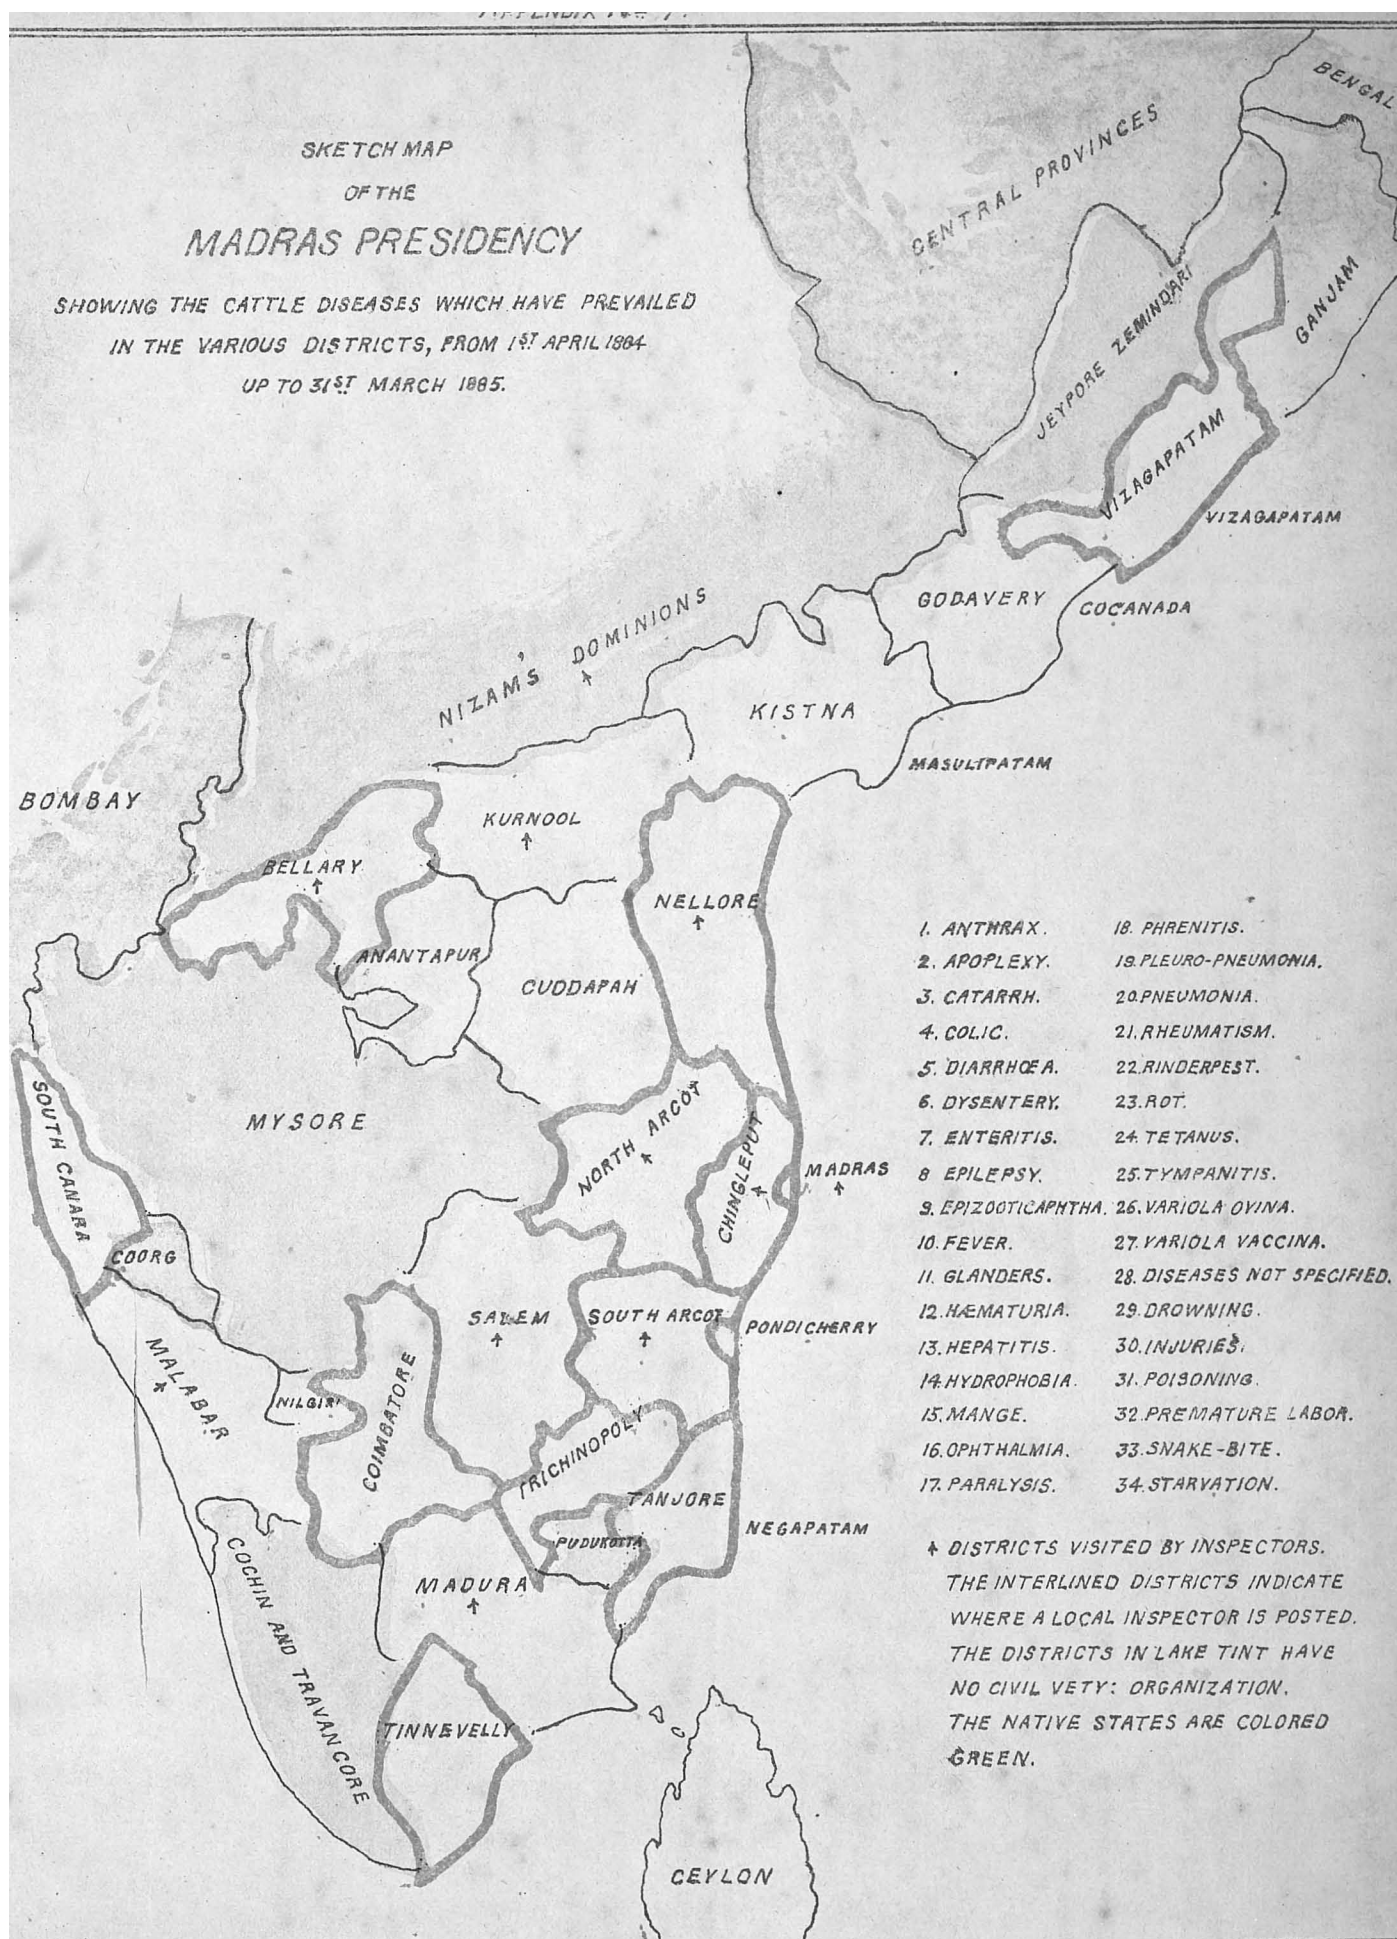 APPENDIX No
SKETCH MAP
OF THE
MADRAS PRESIDENCY
SHOWING THE CATTLE DISEASES WHICH HAVE PREVAILED
IN THE VARIOUS DISTRICTS, FROM 1ST APRIL 1884
UP TO 31ST MARCH 1885.
BENGAL
CENTRAL PROVINCES
JEYPORE ZEMINDARI
GANJAM
VIZAGAPATAM
VIZAGAPATAM
GODAVERY
COCANADA
NIZAM'S DOMINIONS
KISTNA
MASULIPATAM
BOMBAY
KURNOOL
BELLARY
NELLORE
ANANTAPUR
CUDDAPAH
MYSORE
SOUTH CANARA
NORTH ARCOT
CHINGLEPUT
MADRAS
COORG
SALEM
SOUTH ARCOT
PONDICHERRY
MALABAR
NILGIRI
COIMBATORE
TRICHINOPOLY
TANJORE
NEGAPATAM
PUDUKOTTA
MADURA
COCHIN AND TRAVANCORE
TINNEVELLY
CEYLON
1. ANTHRAX.
2. APOPLEXY.
3. CATARRH.
4. COLIC.
5. DIARRHŒA.
6. DYSENTERY.
7. ENTERITIS.
8 EPILEPSY.
9. EPIZOOTICAPHTHA.
10. FEVER.
11. GLANDERS.
12. HÆMATURIA.
13. HEPATITIS.
14. HYDROPHOBIA.
15. MANGE.
16. OPHTHALMIA.
17. PARALYSIS.
18. PHRENITIS.
19. PLEURO-PNEUMONIA.
20. PNEUMONIA.
21. RHEUMATISM.
22. RINDERPEST.
23. ROT.
24. TETANUS.
25. TYMPANITIS.
26. VARIOLA OVINA.
27. VARIOLA VACCINA.
28. DISEASES NOT SPECIFIED.
29. DROWNING.
30. INJURIES.
31. POISONING.
32. PREMATURE LABOR.
33. SNAKE-BITE.
34. STARVATION.
DISTRICTS VISITED BY INSPECTORS.
THE INTERLINED DISTRICTS INDICATE
WHERE A LOCAL INSPECTOR IS POSTED.
THE DISTRICTS IN LAKE TINT HAVE
NO CIVIL VETY: ORGANIZATION.
THE NATIVE STATES ARE COLORED
GREEN.